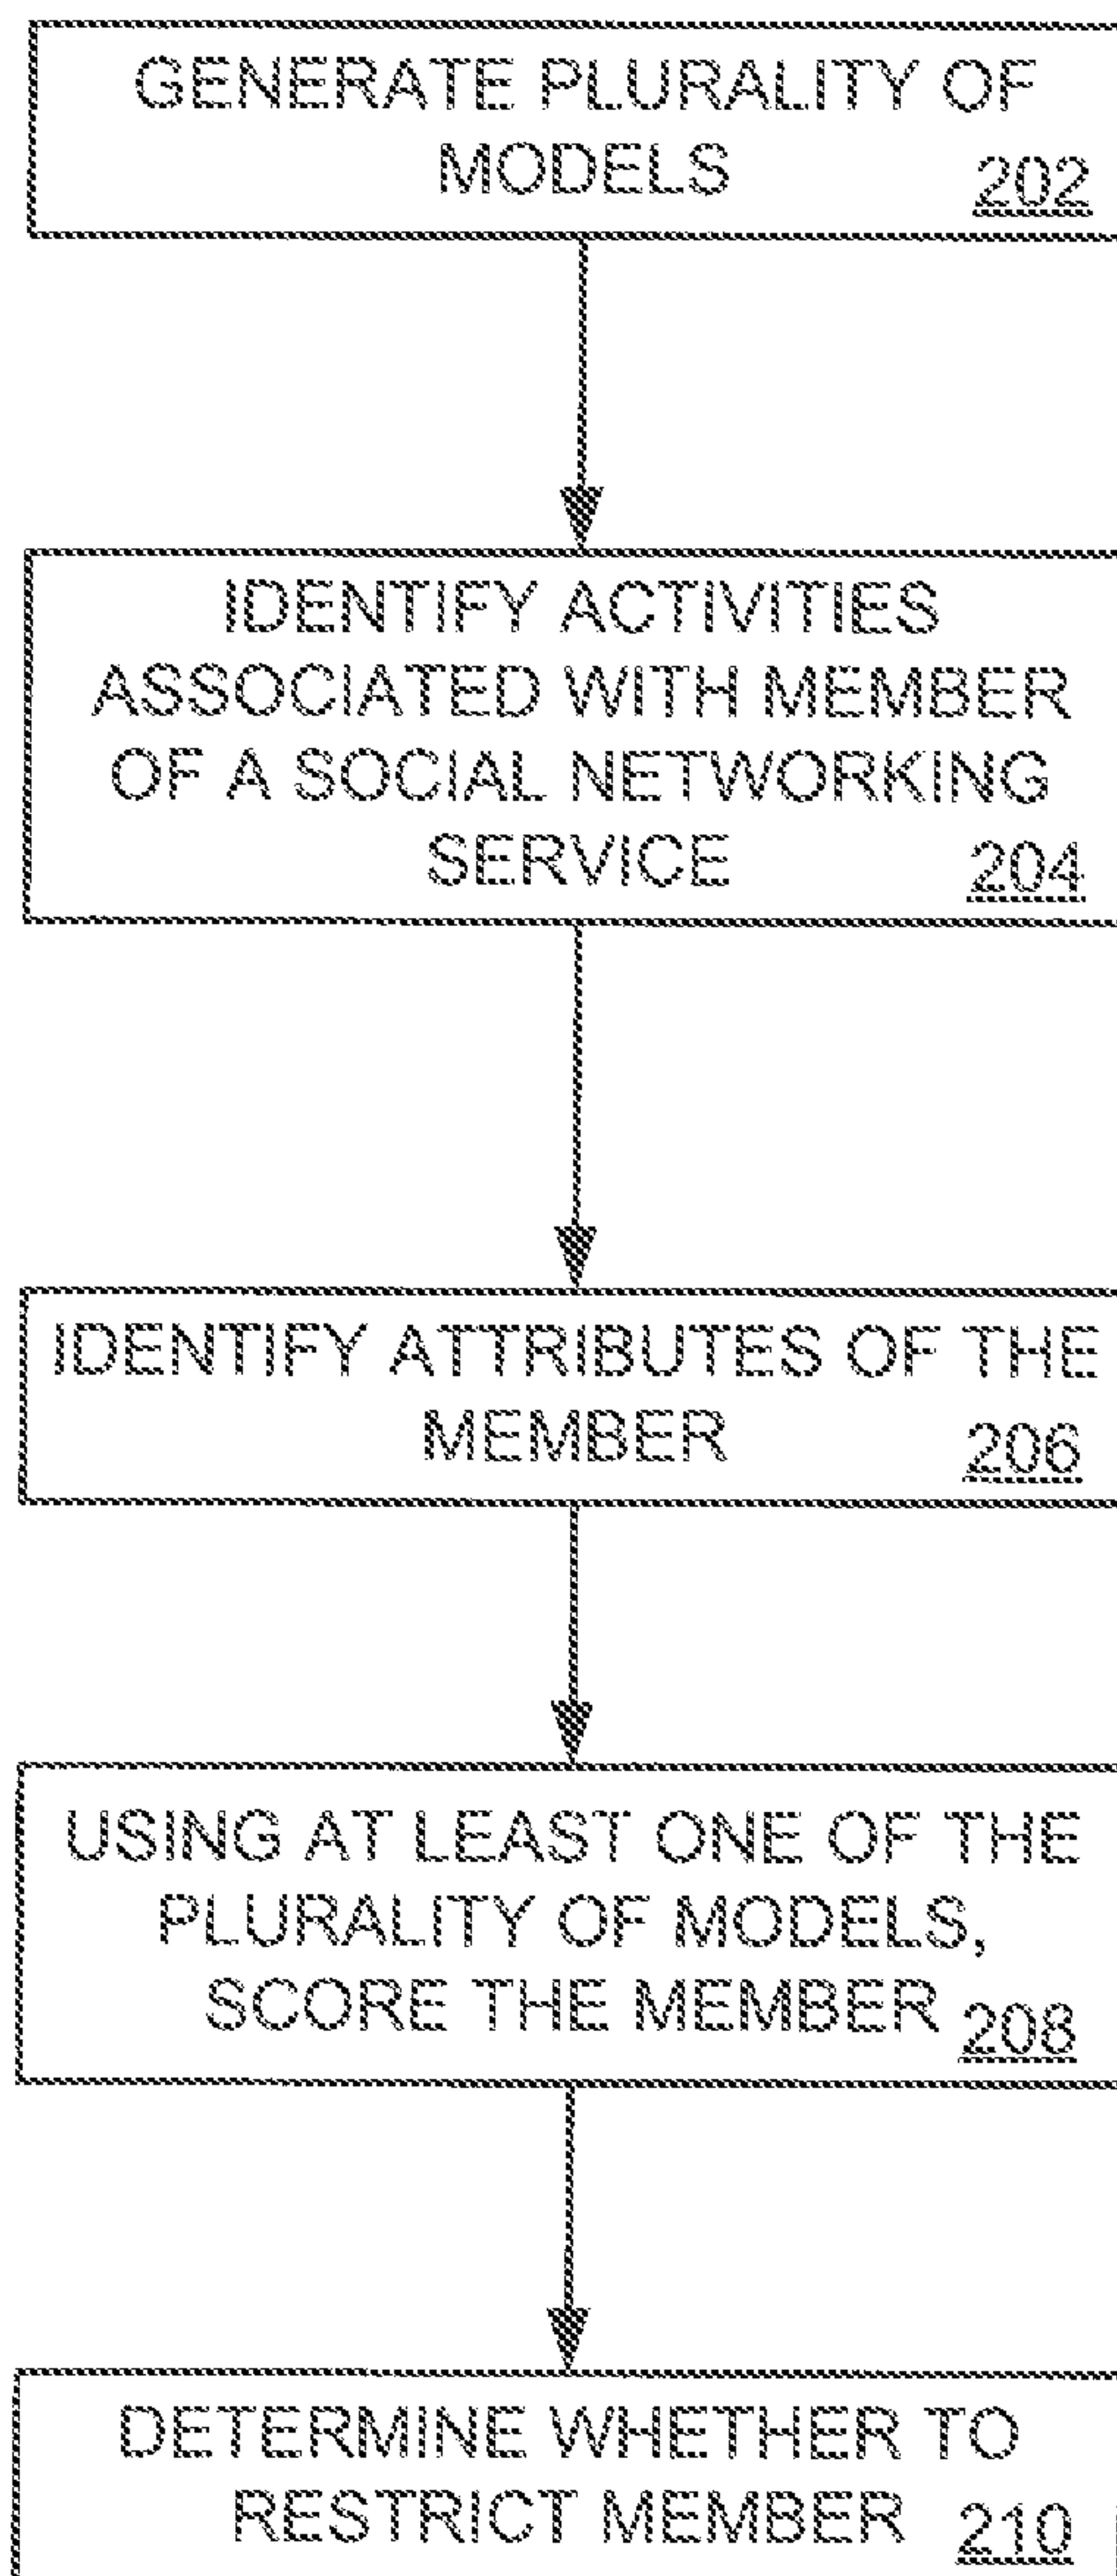 GENERATE PLURALITY OF
MODELS 202
IDENTIFY ACTIVITIES
ASSOCIATED WITH MEMBER
OF A SOCIAL NETWORKING
SERVICE 204
IDENTIFY ATTRIBUTES OF THE
MEMBER 206
USING AT LEAST ONE OF THE
PLURALITY OF MODELS,
SCORE THE MEMBER 208
DETERMINE WHETHER TO
RESTRICT MEMBER 210